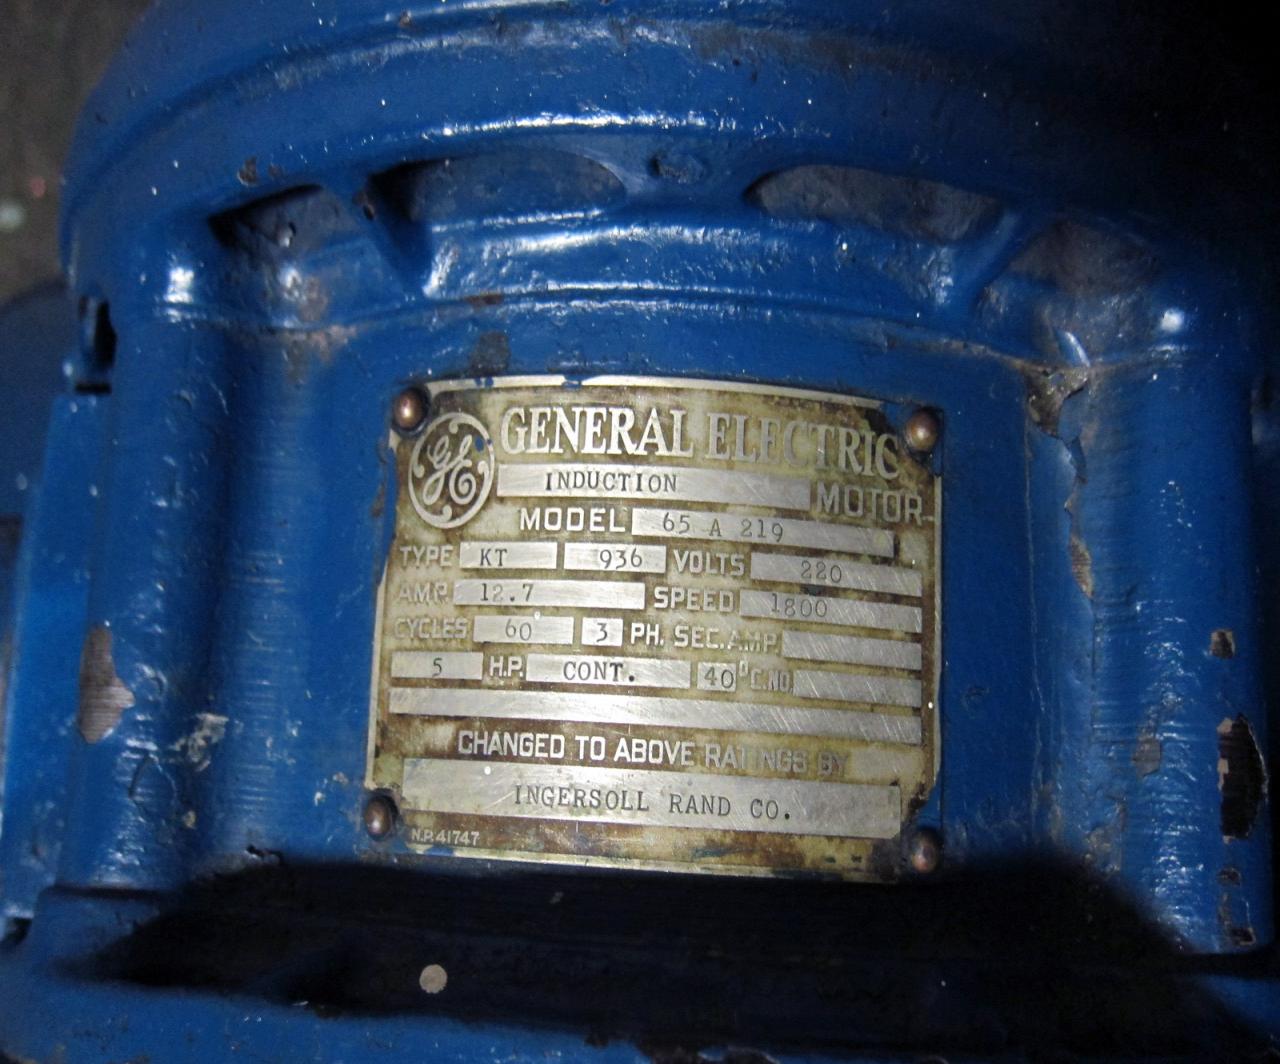 GE GENERAL ELECTRIC
INDUCTION MOTOR
MODEL 65 A 219
TYPE KT 936 VOLTS 220
AMP. 12.7 SPEED 1800
CYCLES 60 3 PH. SEC. AMP.
5 H.P. CONT. 40°C. NO.
CHANGED TO ABOVE RATINGS BY
INGERSOLL RAND CO.
N.P. 41747